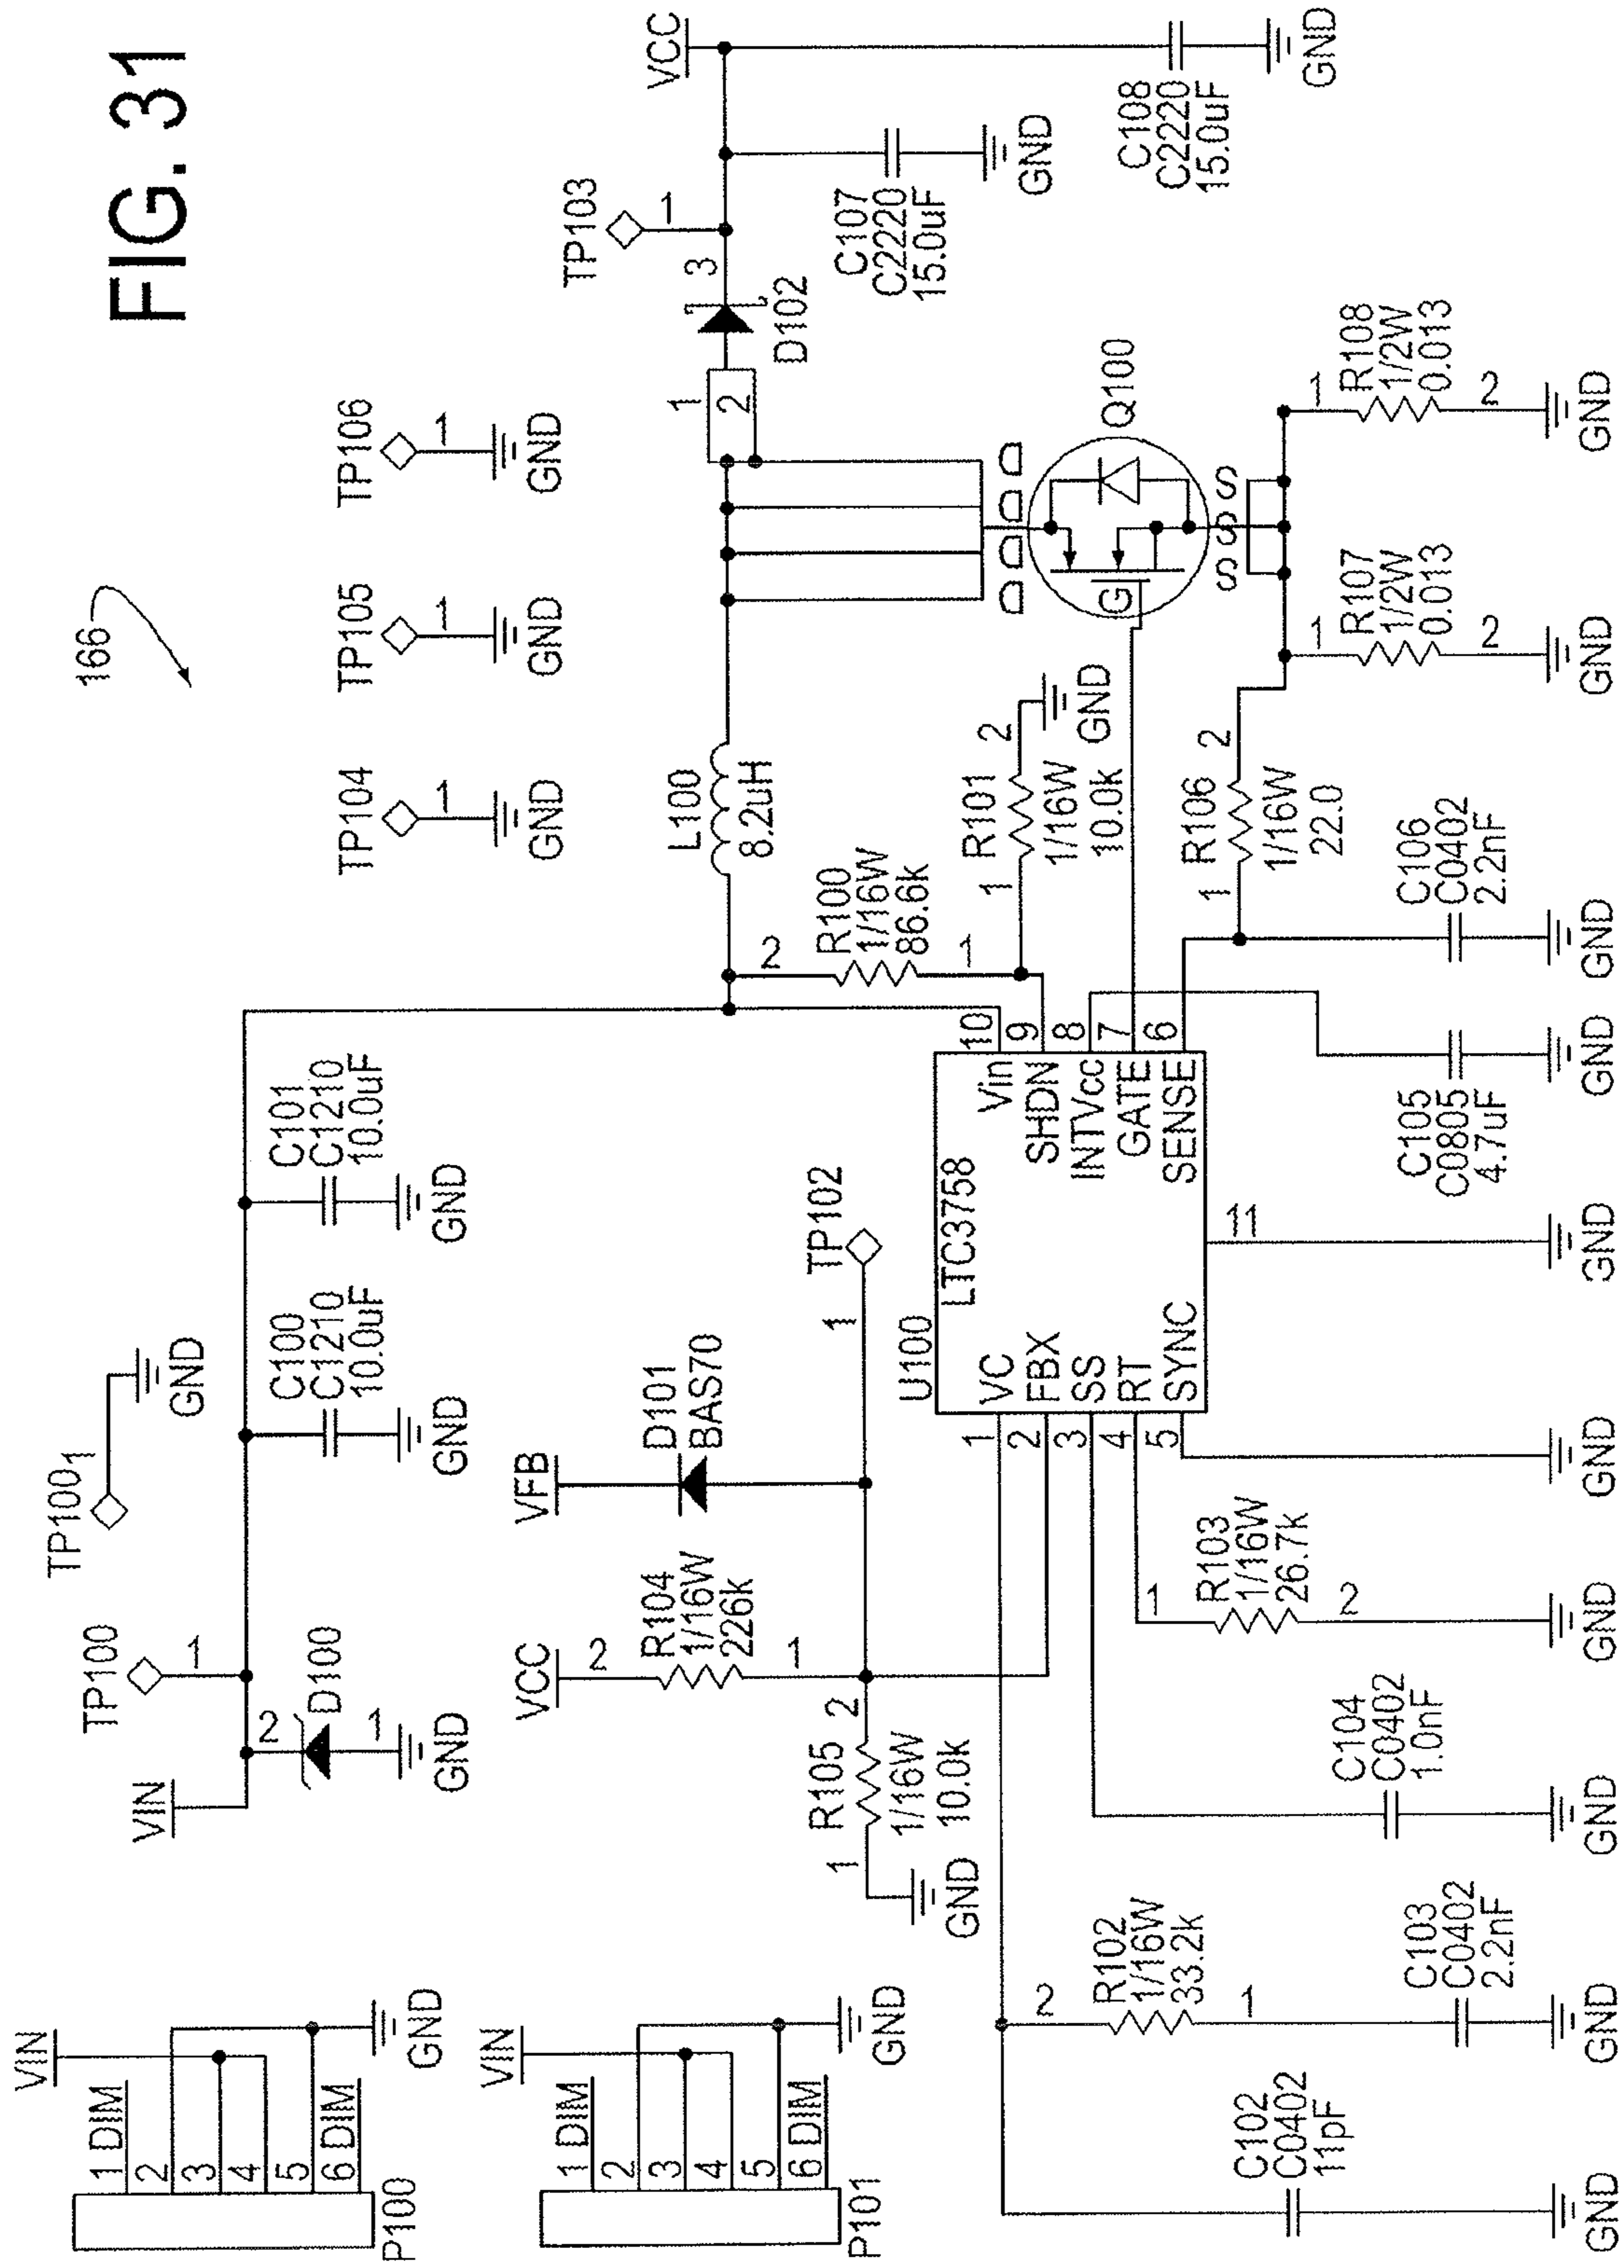 FIG. 31
166
VIN
1 DIM
2
3
4
5
6 DIM
P100
GND
VIN
1 DIM
2
3
4
5
6 DIM
P101
GND
VIN
TP100
1
2
D100
1
GND
TP100
1
GND
C100
C1210
10.0uF
GND
C101
C1210
10.0uF
GND
TP104
1
GND
TP105
1
GND
TP106
1
GND
VCC
2
R104
1/16W
226k
1
VFB
D101
BAS70
TP102
1
2
R105
1/16W
10.0k
1
GND
L100
8.2uH
2
R100
1/16W
86.6k
1
R101
1/16W
10.0k
1
2
GND
1
2
D102
3
TP103
1
VCC
C107
C2220
15.0uF
GND
C108
C2220
15.0uF
GND
D D D D
Q100
G
S S S
U100
LTC3758
VC
FBX
SS
RT
SYNC
1
2
3
4
5
Vin
SHDN
INTVcc
GATE
SENSE
10
9
8
7
6
11
GND
C102
C0402
11pF
GND
2
R102
1/16W
33.2k
1
C103
C0402
2.2nF
GND
C104
C0402
1.0nF
GND
1
R103
1/16W
26.7k
2
GND
GND
C105
C0805
4.7uF
GND
C106
C0402
2.2nF
GND
1
R106
1/16W
22.0
2
1
R107
1/2W
0.013
2
GND
1
R108
1/2W
0.013
2
GND